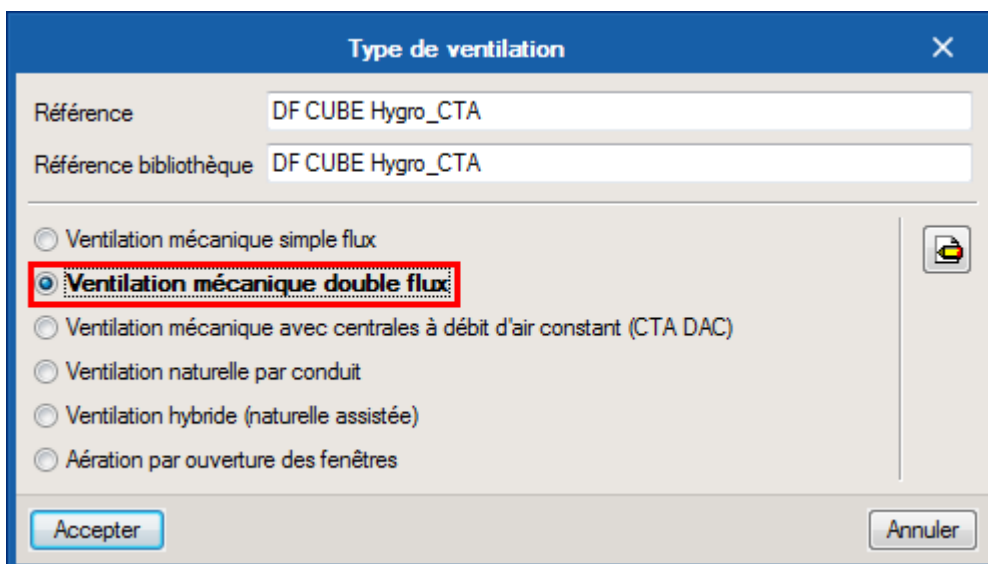 Type de ventilation
Référence DF CUBE Hygro_CTA
Référence bibliothèque DF CUBE Hygro_CTA
Ventilation mécanique simple flux
Ventilation mécanique double flux
Ventilation mécanique avec centrales à débit d'air constant (CTA DAC)
Ventilation naturelle par conduit
Ventilation hybride (naturelle assistée)
Aération par ouverture des fenêtres
Accepter Annuler